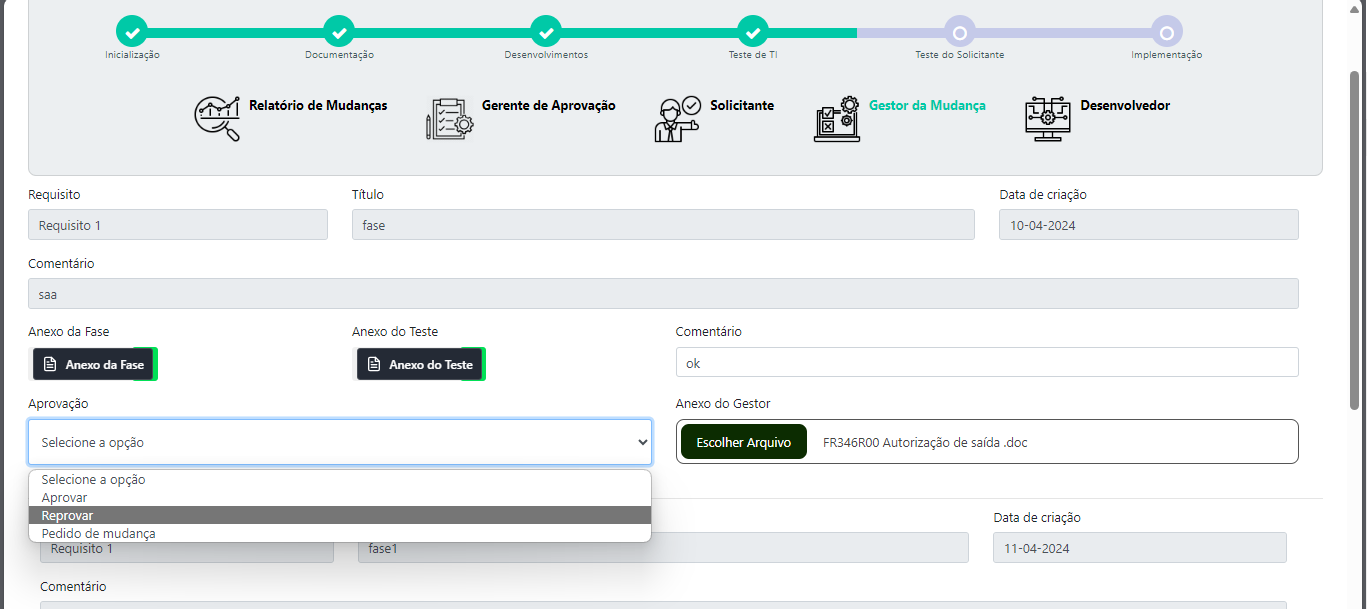 Inicialização
Documentação
Desenvolvimentos
Teste de TI
Teste do Solicitante
Implementação
Relatório de Mudanças
Gerente de Aprovação
Solicitante
Gestor da Mudança
Desenvolvedor
Requisito
Título
Data de criação
Requisito 1
fase
10-04-2024
Comentário
saa
Anexo da Fase
Anexo do Teste
Comentário
Anexo da Fase
Anexo do Teste
ok
Aprovação
Anexo do Gestor
Selecione a opção
Escolher Arquivo
FR346R00 Autorização de saída .doc
Selecione a opção
Aprovar
Reprovar
Pedido de mudança
Data de criação
Requisito 1
fase1
11-04-2024
Comentário